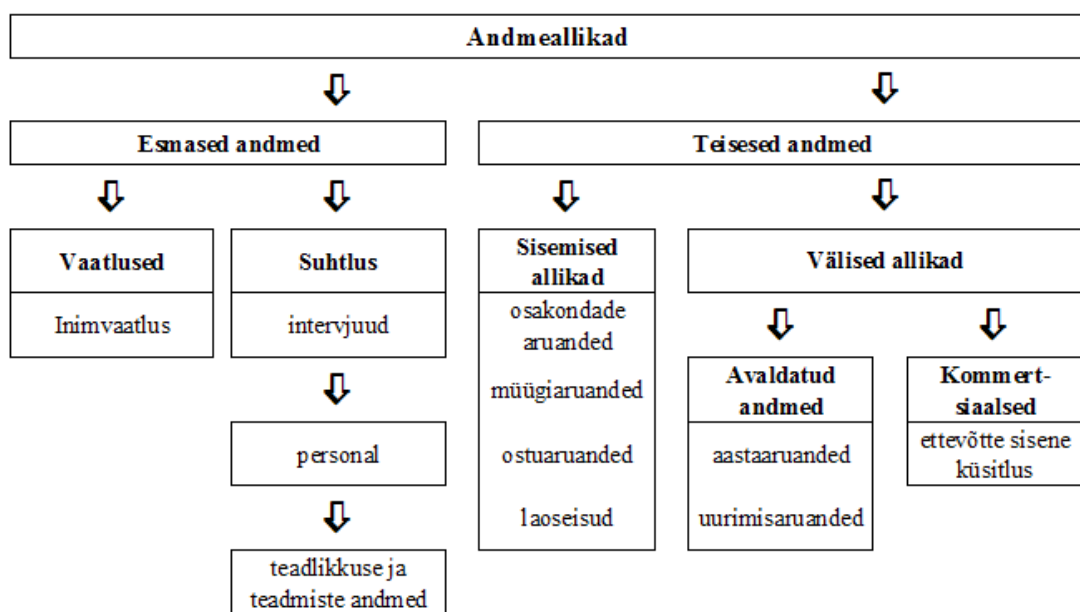 Andmeallikad
Esmased andmed
Teisesed andmed
Vaatlused
Inimvaatlus
Suhtlus
intervjuud
personal
teadlikkuse ja
teadmiste andmed
Sisemised
allikad
osakondade
aruanded
müügiaruanded
ostuaruanded
laoseisud
Välised allikad
Avaldatud
andmed
aastaaruanded
uurimisaruanded
Kommert-
siaalsed
ettevõtte sisene
küsitlus